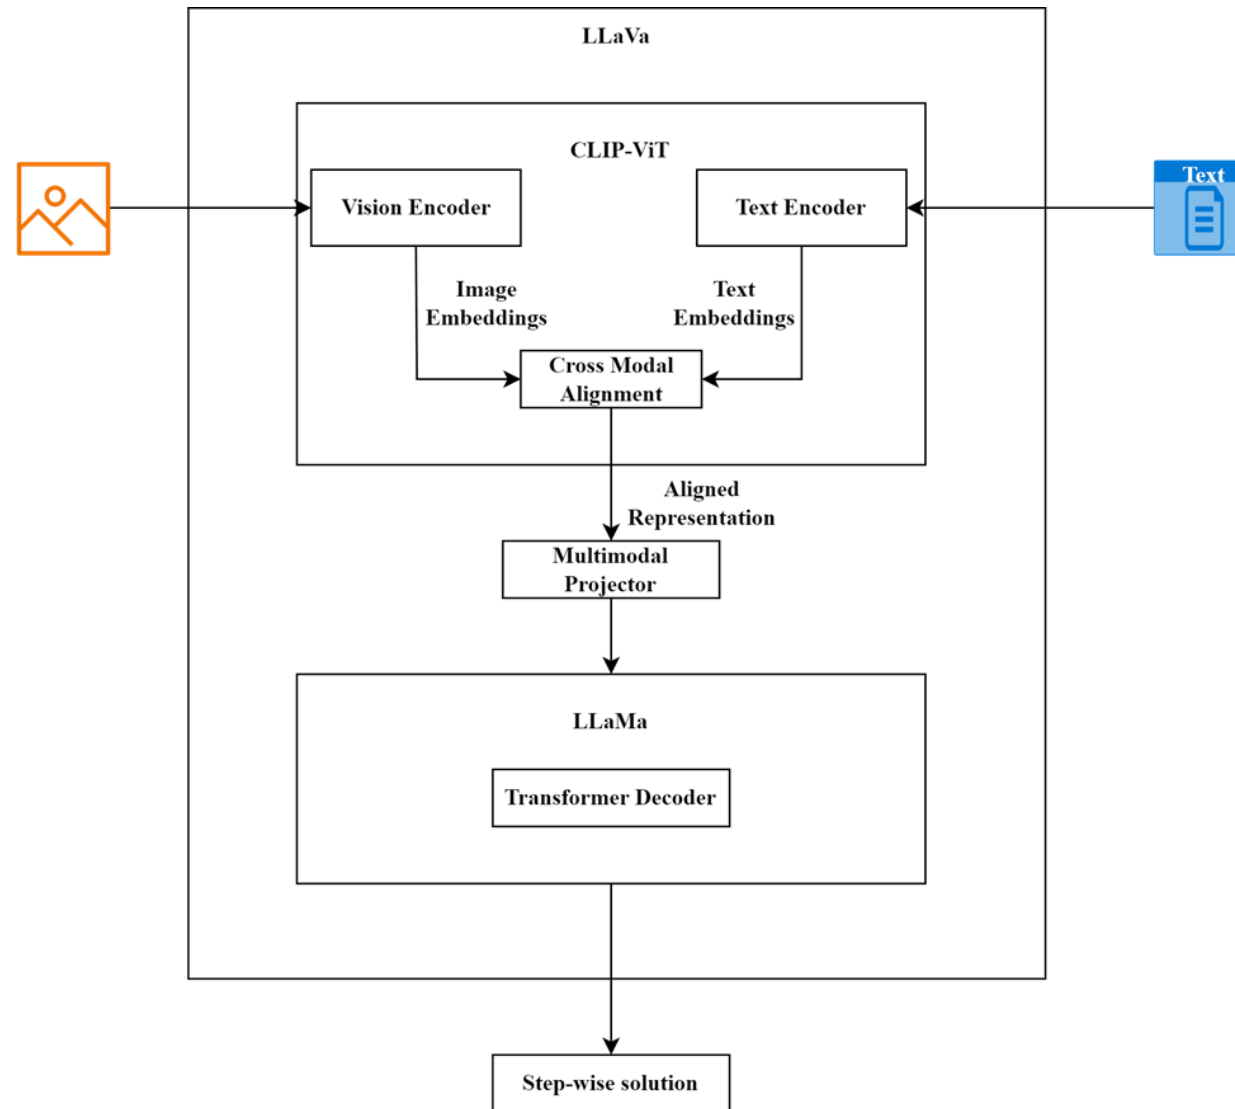 LLaVa
CLIP-ViT
Text
Vision Encoder
Text Encoder
Image
Embeddings
Text
Embeddings
Cross Modal
Alignment
Aligned
Representation
Multimodal
Projector
LLaMa
Transformer Decoder
Step-wise solution